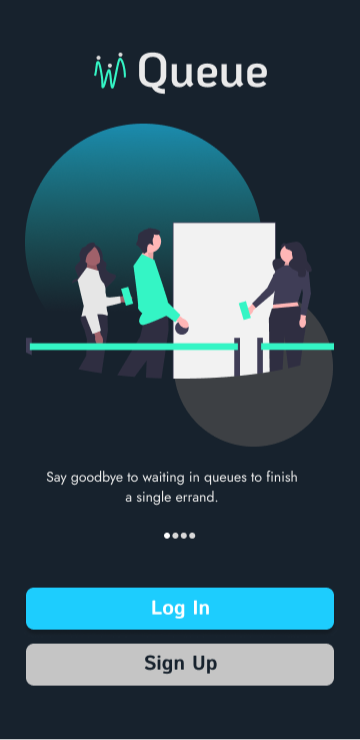 Queue
Say goodbye to waiting in queues to finish
a single errand.
Log In
Sign Up